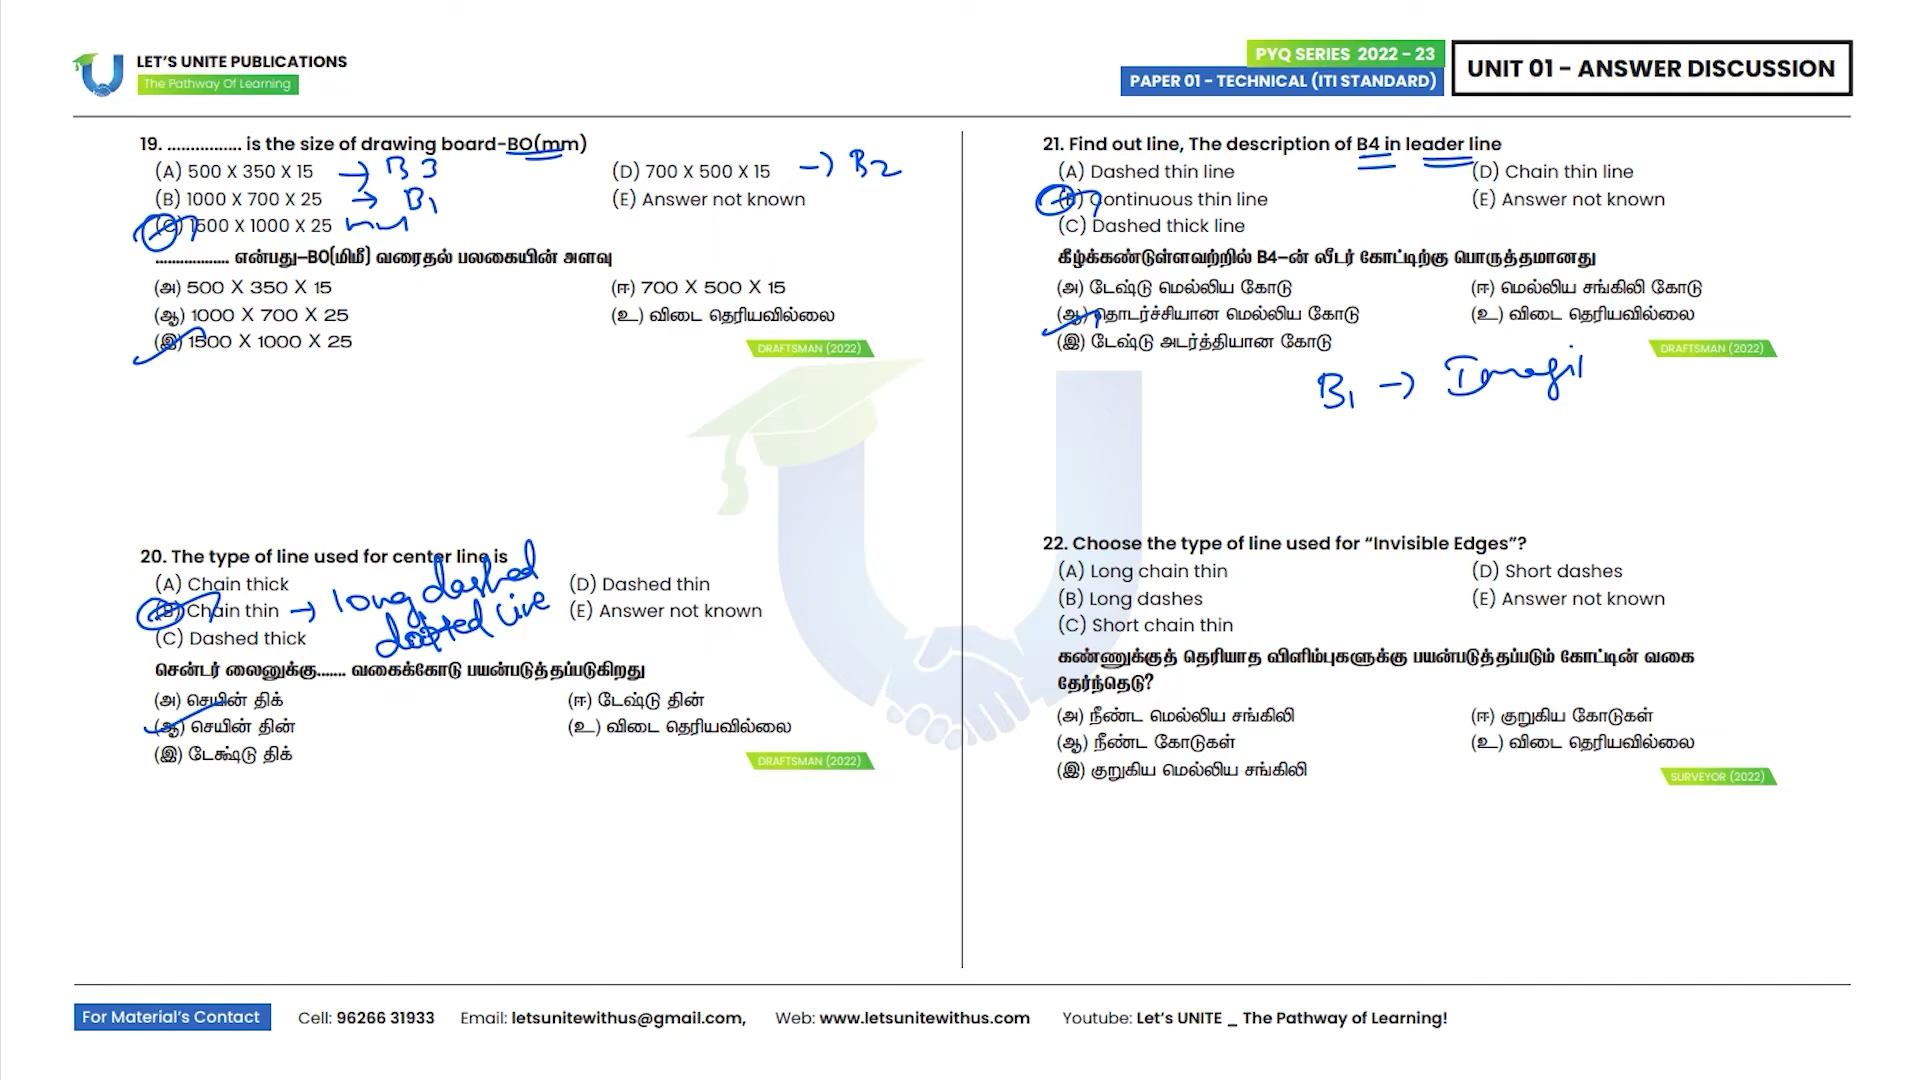 LET'S UNITE PUBLICATIONS
The Pathway Of Learning
PYQ SERIES 2022 - 23
PAPER 01 - TECHNICAL (ITI STANDARD)
UNIT 01 - ANSWER DISCUSSION
19. ................ is the size of drawing board-BO(mm)
(A) 500 X 350 X 15 → B3
(D) 700 X 500 X 15 → B2
(B) 1000 X 700 X 25 → B1
(E) Answer not known
(C) 1500 X 1000 X 25
.................. என்பது-BO(மிமீ) வரைதல் பலகையின் அளவு
(அ) 500 X 350 X 15
(ஈ) 700 X 500 X 15
(ஆ) 1000 X 700 X 25
(உ) விடை தெரியவில்லை
(இ) 1500 X 1000 X 25
DRAFTSMAN (2022)
20. The type of line used for center line is
(A) Chain thick
(D) Dashed thin
(B) Chain thin → long dashed
dotted line
(E) Answer not known
(C) Dashed thick
சென்டர் லைனுக்கு....... வகைக்கோடு பயன்படுத்தப்படுகிறது
(அ) செயின் திக்
(ஈ) டேஷ்டு தின்
(ஆ) செயின் தின்
(உ) விடை தெரியவில்லை
(இ) டேக்ஷ்டு திக்
DRAFTSMAN (2022)
21. Find out line, The description of B4 in leader line
(A) Dashed thin line
(D) Chain thin line
(B) Continuous thin line
(E) Answer not known
(C) Dashed thick line
கீழ்க்கண்டுள்ளவற்றில் B4-ன் லீடர் கோட்டிற்கு பொருத்தமானது
(அ) டேஷ்டு மெல்லிய கோடு
(ஈ) மெல்லிய சங்கிலி கோடு
(ஆ) தொடர்ச்சியான மெல்லிய கோடு
(உ) விடை தெரியவில்லை
(இ) டேஷ்டு அடர்த்தியான கோடு
DRAFTSMAN (2022)
B1 →
22. Choose the type of line used for "Invisible Edges"?
(A) Long chain thin
(D) Short dashes
(B) Long dashes
(E) Answer not known
(C) Short chain thin
கண்ணுக்குத் தெரியாத விளிம்புகளுக்கு பயன்படுத்தப்படும் கோட்டின் வகை
தேர்ந்தெடு?
(அ) நீண்ட மெல்லிய சங்கிலி
(ஈ) குறுகிய கோடுகள்
(ஆ) நீண்ட கோடுகள்
(உ) விடை தெரியவில்லை
(இ) குறுகிய மெல்லிய சங்கிலி
SURVEYOR (2022)
For Material's Contact
Cell: 96266 31933 Email: letsunitewithus@gmail.com, Web: www.letsunitewithus.com Youtube: Let's UNITE _ The Pathway of Learning!